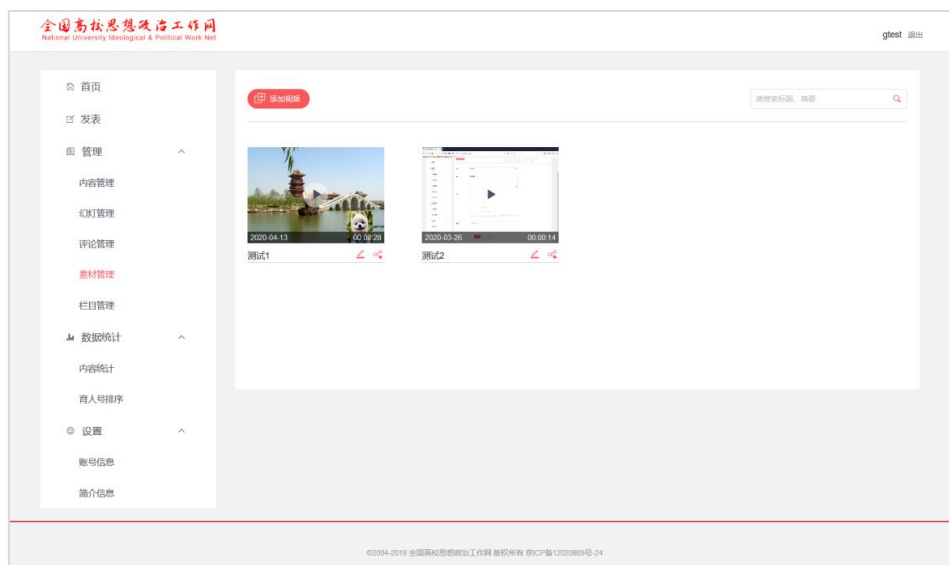 全国高校思想政治工作网
National University Ideological & Political Work Net
gtest 退出
首页
发表
管理
内容管理
幻灯管理
评论管理
素材管理
栏目管理
数据统计
内容统计
育人号排序
设置
账号信息
简介信息
添加视频
请搜索标题、摘要
2020-04-13 00:08:28
测试1
2020-03-26 00:00:14
测试2
©2004-2018 全国高校思想政治工作网 版权所有 京ICP备12020869号-24